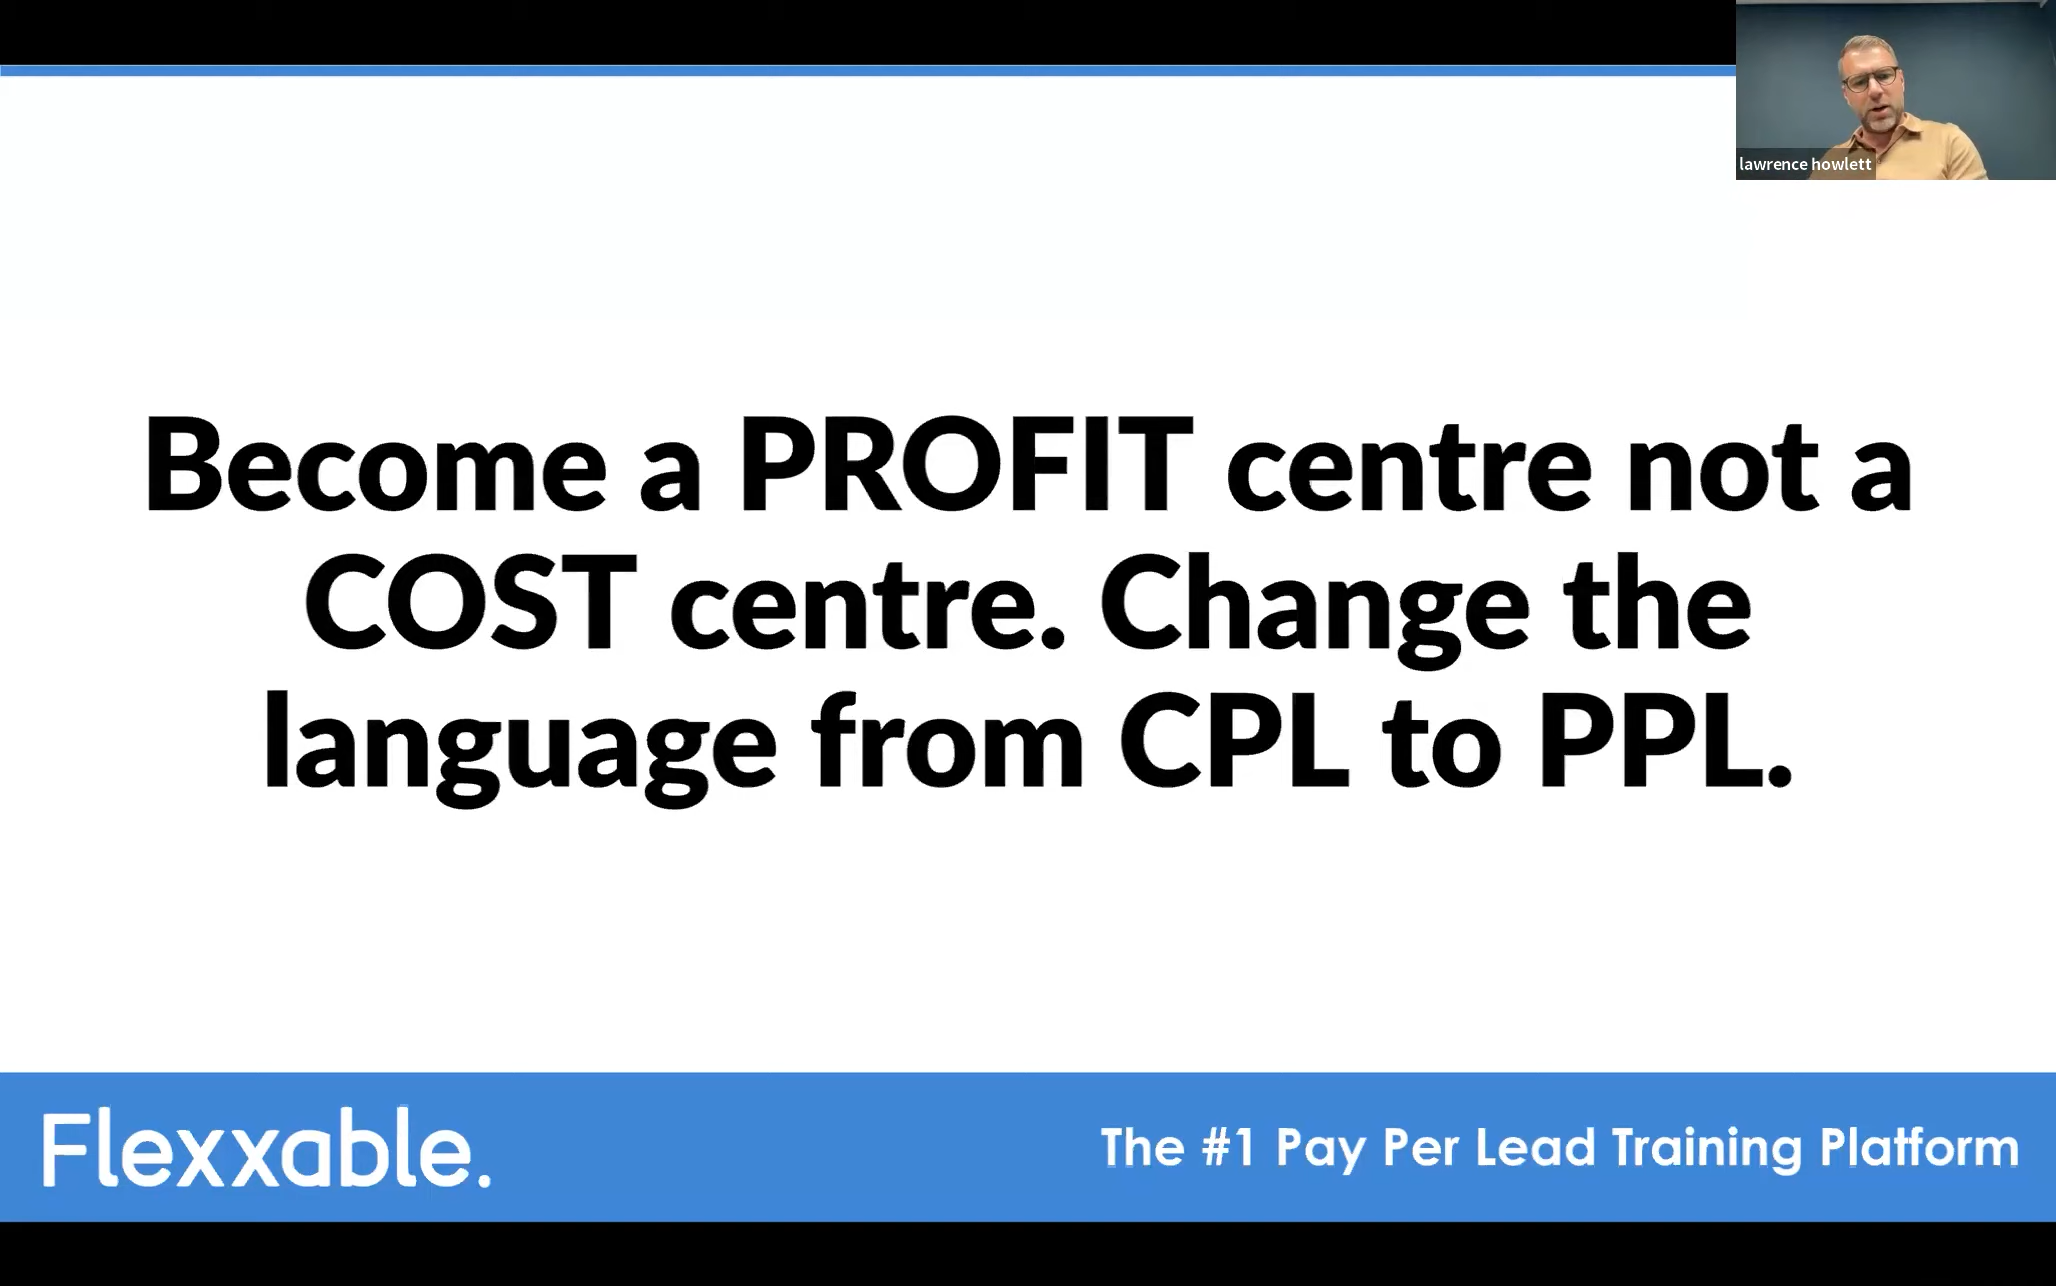 lawrence howlett
Become a PROFIT centre not a
COST centre. Change the
language from CPL to PPL.
Flexxable.
The #1 Pay Per Lead Training Platform